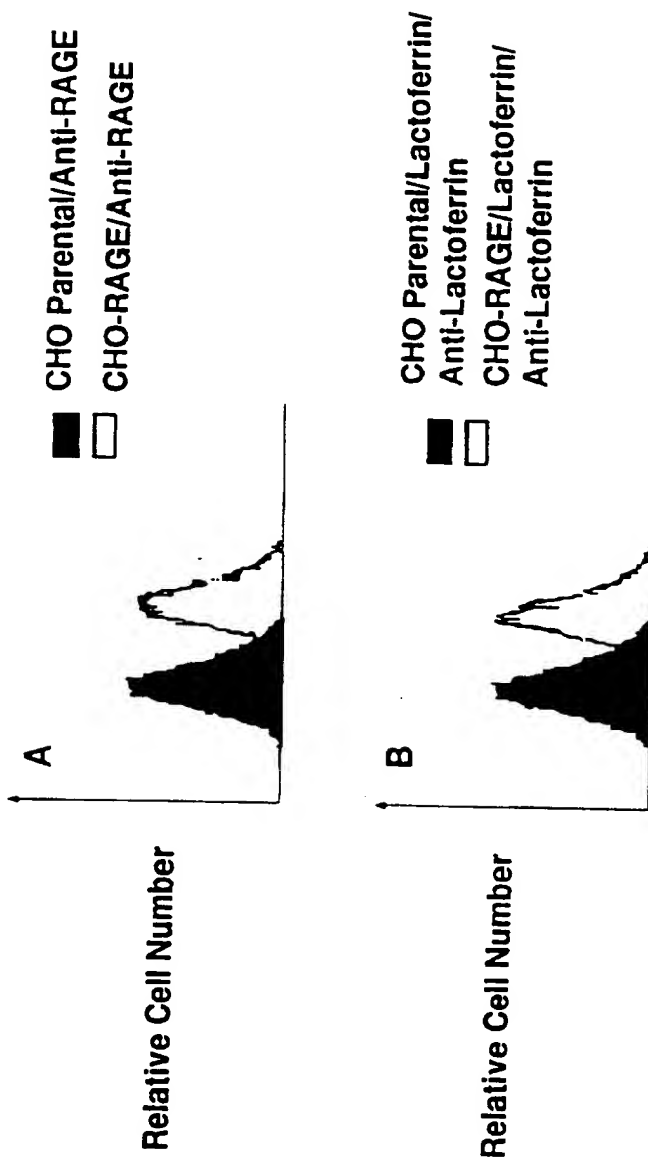 Relative Cell Number
A
CHO Parental/Anti-RAGE
CHO-RAGE/Anti-RAGE
Relative Cell Number
B
CHO Parental/Lactoferrin/
Anti-Lactoferrin
CHO-RAGE/Lactoferrin/
Anti-Lactoferrin